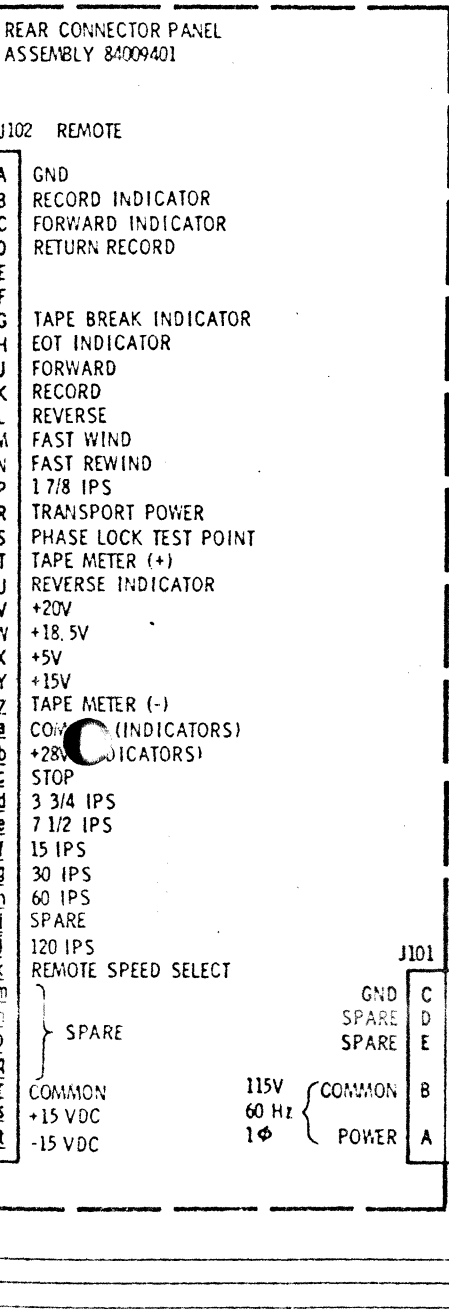 REAR CONNECTOR PANEL
ASSEMBLY 84009401
J102 REMOTE
A GND
B RECORD INDICATOR
C FORWARD INDICATOR
D RETURN RECORD
E
F
G TAPE BREAK INDICATOR
H EOT INDICATOR
J FORWARD
K RECORD
L REVERSE
M FAST WIND
N FAST REWIND
P 1 7/8 IPS
R TRANSPORT POWER
S PHASE LOCK TEST POINT
T TAPE METER (+)
U REVERSE INDICATOR
V +20V
W +18.5V
X +5V
Y +15V
Z TAPE METER (-)
a (INDICATORS)
b +28V
c STOP
d 3 3/4 IPS
e 7 1/2 IPS
f 15 IPS
g 30 IPS
h 60 IPS
i SPARE
j 120 IPS
k REMOTE SPEED SELECT
m
n
p SPARE
q
r COMMON
s +15 VDC
t -15 VDC
J101
GND C
SPARE D
SPARE E
115V COMMON B
60 Hz
1Φ POWER A